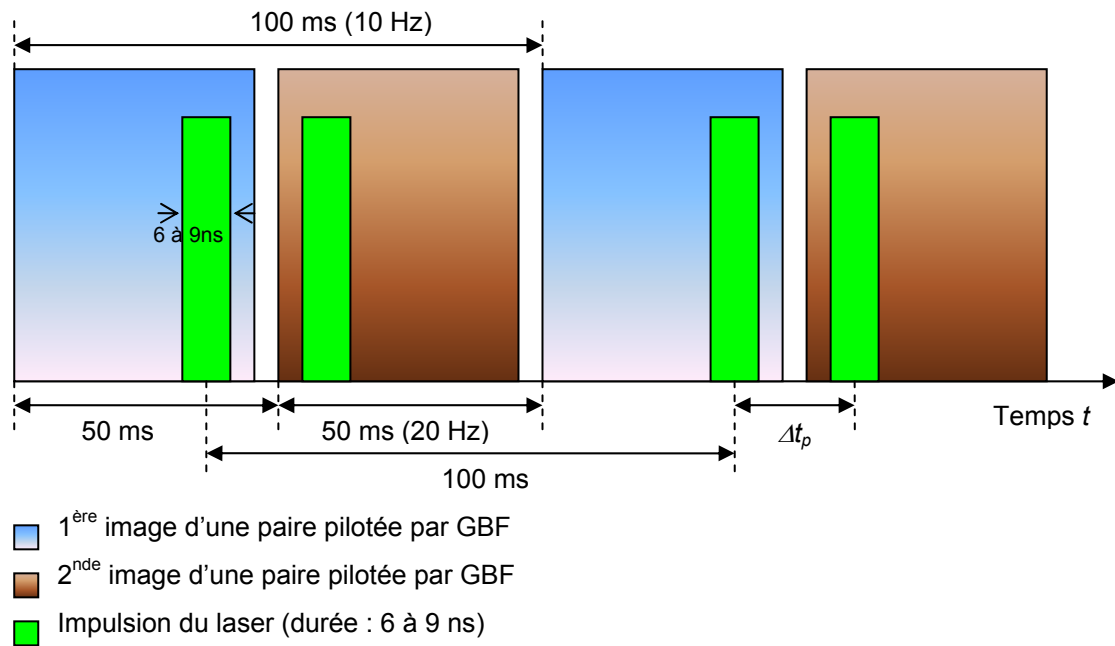 100 ms (10 Hz)
6 à 9ns
50 ms
50 ms (20 Hz)
Δtₚ
Temps t
100 ms
1ère image d'une paire pilotée par GBF
2nde image d'une paire pilotée par GBF
Impulsion du laser (durée : 6 à 9 ns)